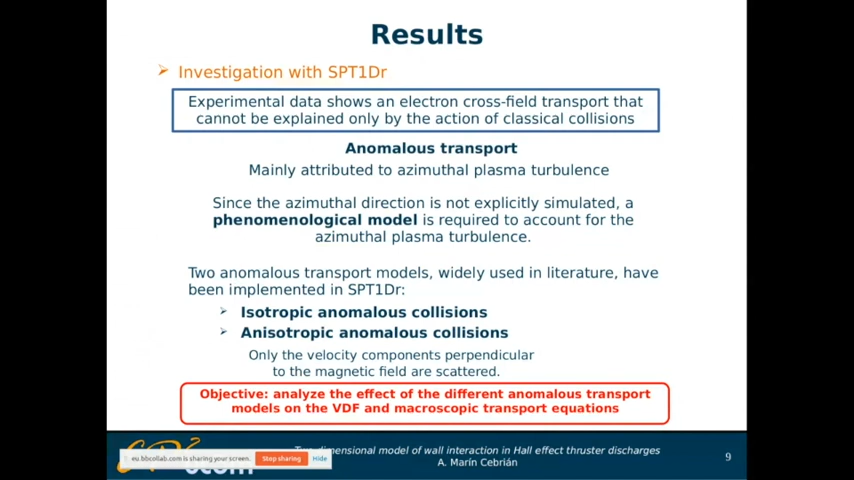 Results
Investigation with SPT1Dr
Experimental data shows an electron cross-field transport that
cannot be explained only by the action of classical collisions
Anomalous transport
Mainly attributed to azimuthal plasma turbulence
Since the azimuthal direction is not explicitly simulated, a
phenomenological model is required to account for the
azimuthal plasma turbulence.
Two anomalous transport models, widely used in literature, have
been implemented in SPT1Dr:
Isotropic anomalous collisions
Anisotropic anomalous collisions
Only the velocity components perpendicular
to the magnetic field are scattered.
Objective: analyze the effect of the different anomalous transport
models on the VDF and macroscopic transport equations
dimensional model of wall interaction in Hall effect thruster discharges
A. Marín Cebrián
9
eu.bbcollab.com is sharing your screen.
Stop sharing
Hide